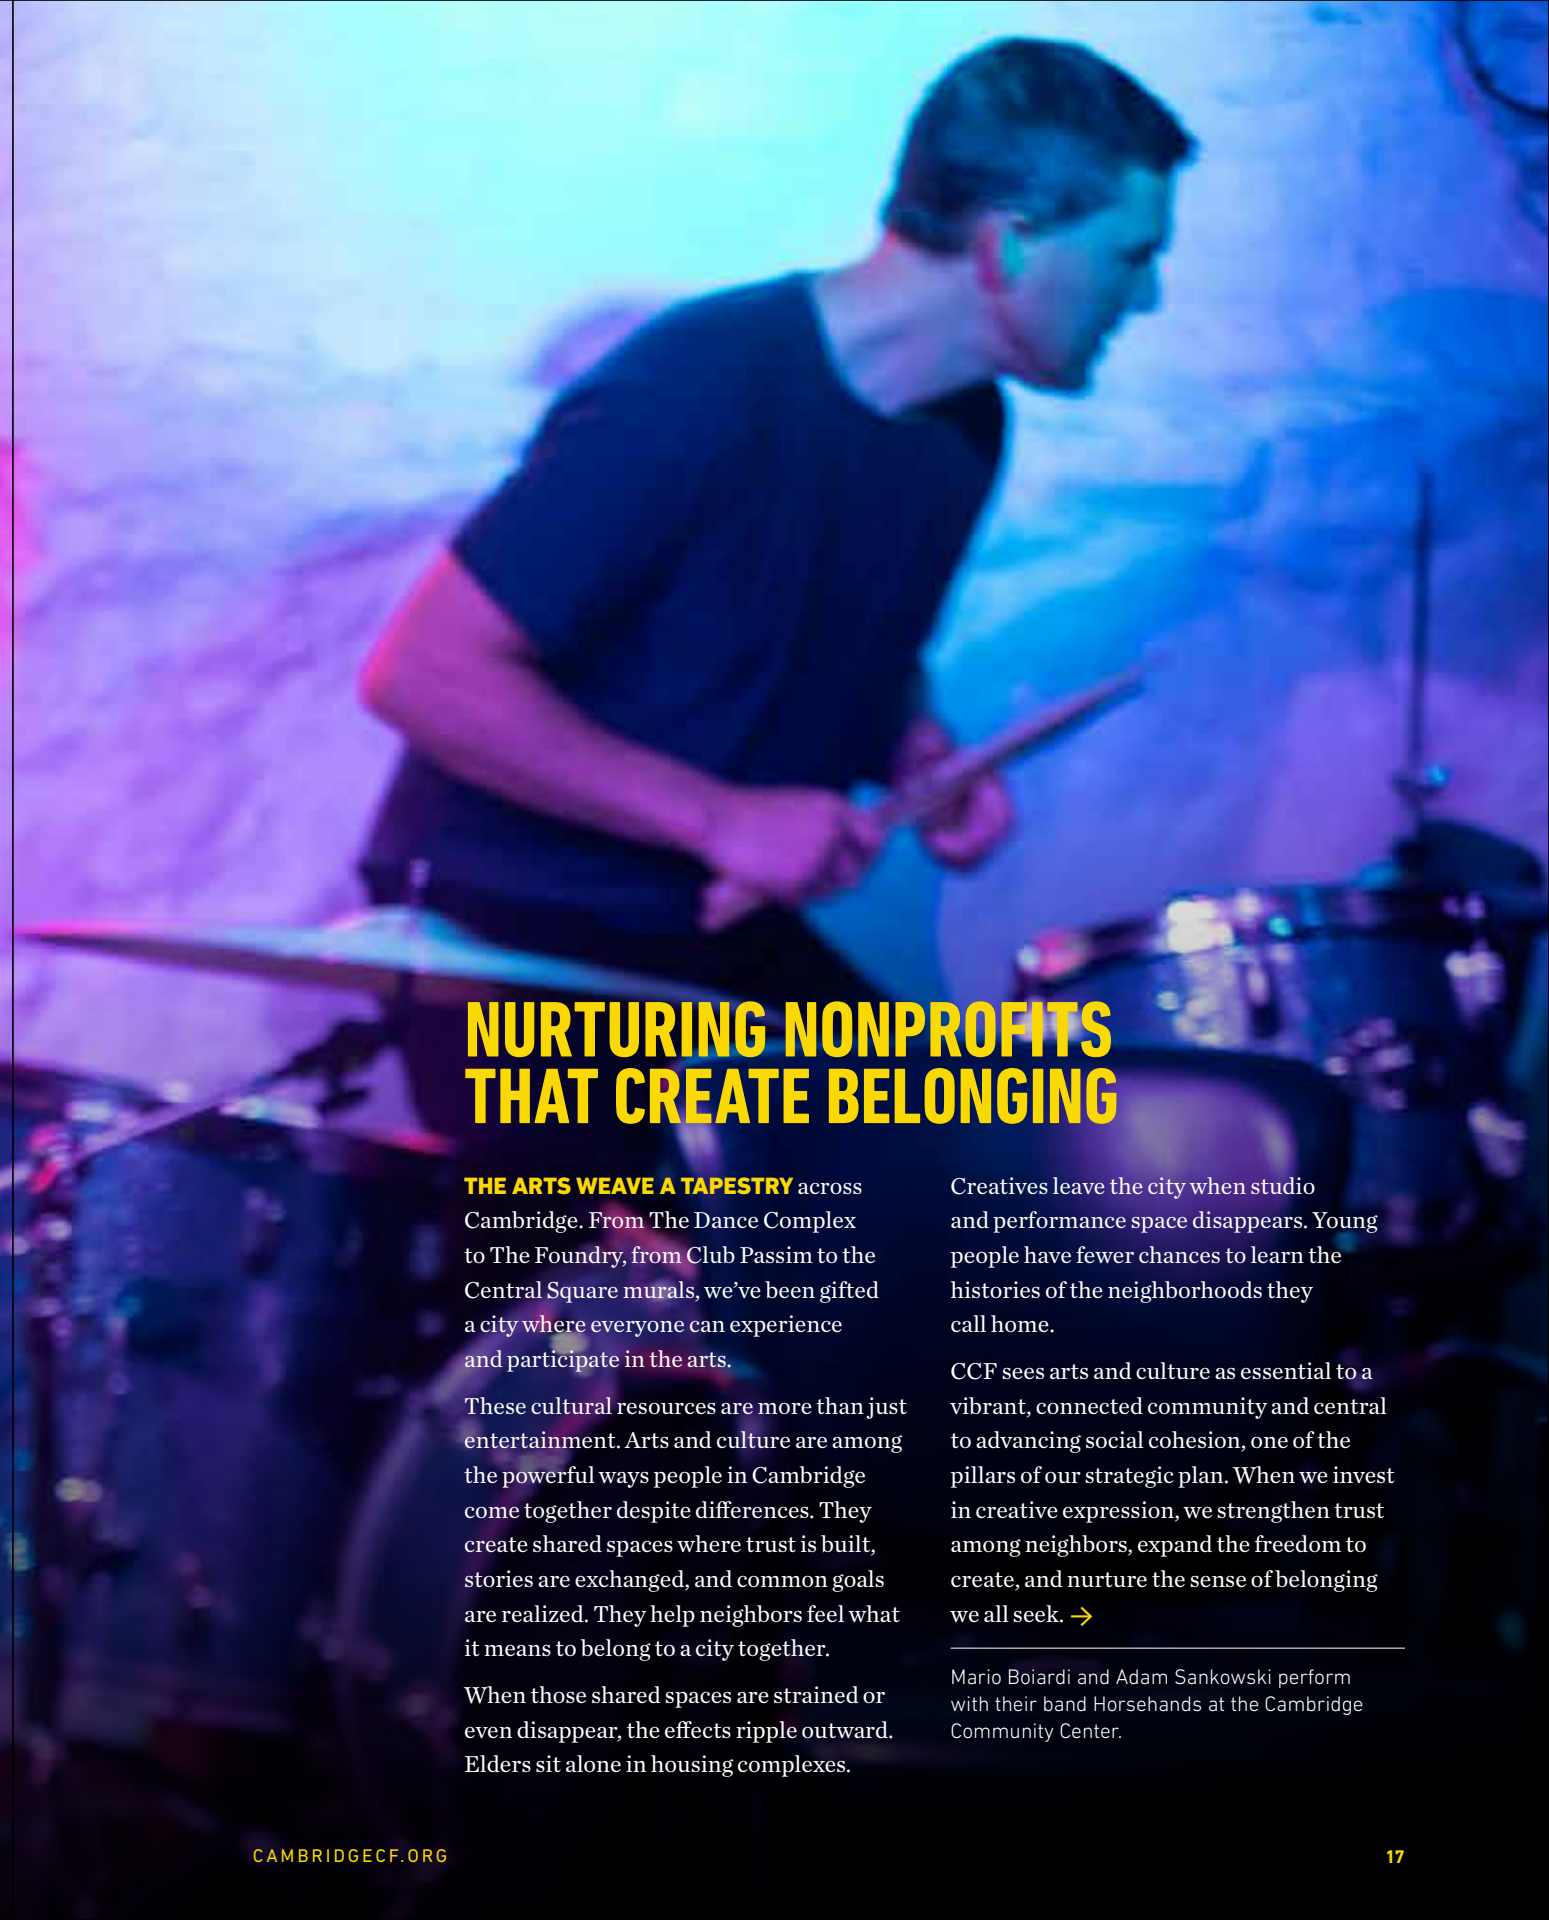 NURTURING NONPROFITS
THAT CREATE BELONGING
THE ARTS WEAVE A TAPESTRY across
Cambridge. From The Dance Complex
to The Foundry, from Club Passim to the
Central Square murals, we’ve been gifted
a city where everyone can experience
and participate in the arts.
These cultural resources are more than just
entertainment. Arts and culture are among
the powerful ways people in Cambridge
come together despite differences. They
create shared spaces where trust is built,
stories are exchanged, and common goals
are realized. They help neighbors feel what
it means to belong to a city together.
When those shared spaces are strained or
even disappear, the effects ripple outward.
Elders sit alone in housing complexes.
Creatives leave the city when studio
and performance space disappears. Young
people have fewer chances to learn the
histories of the neighborhoods they
call home.
CCF sees arts and culture as essential to a
vibrant, connected community and central
to advancing social cohesion, one of the
pillars of our strategic plan. When we invest
in creative expression, we strengthen trust
among neighbors, expand the freedom to
create, and nurture the sense of belonging
we all seek. →
Mario Boiardi and Adam Sankowski perform
with their band Horsehands at the Cambridge
Community Center.
CAMBRIDGECF.ORG
17